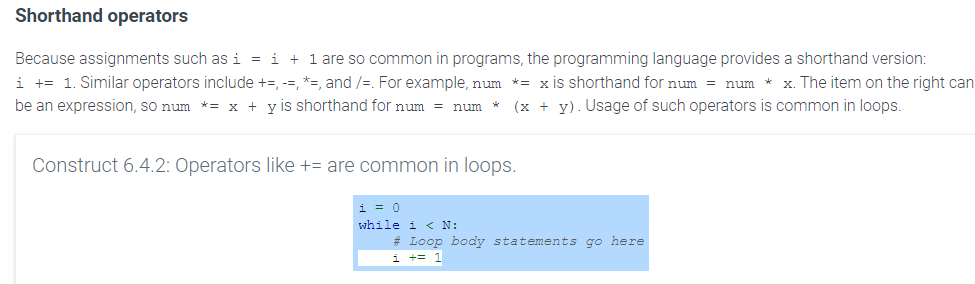 Shorthand operators
Because assignments such as i = i + 1 are so common in programs, the programming language provides a shorthand version:
i += 1. Similar operators include +=, -=, *=, and /=. For example, num *= x is shorthand for num = num * x. The item on the right can
be an expression, so num *= x + y is shorthand for num = num * (x + y). Usage of such operators is common in loops.
Construct 6.4.2: Operators like += are common in loops.
i = 0
while i < N:
    # Loop body statements go here
    i += 1